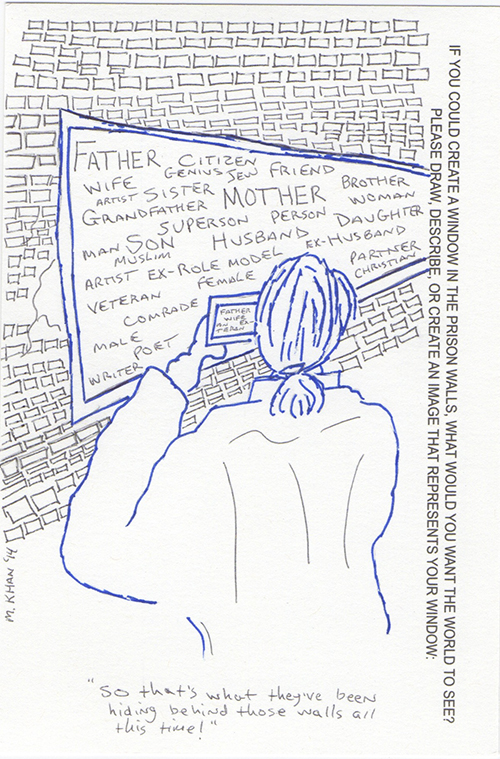 IF YOU COULD CREATE A WINDOW IN THE PRISON WALLS, WHAT WOULD YOU WANT THE WORLD TO SEE?
PLEASE DRAW, DESCRIBE, OR CREATE AN IMAGE THAT REPRESENTS YOUR WINDOW:
FATHER CITIZEN
WIFE GENIUS JEW FRIEND
ARTIST SISTER MOTHER BROTHER
GRANDFATHER WOMAN
SUPERSON PERSON DAUGHTER
MAN SON HUSBAND EX-HUSBAND
MUSLIM
ARTIST EX-ROLE MODEL PARTNER
VETERAN FEMALE CHRISTIAN
COMRADE
MALE
POET
WRITER
FATHER
WIFE
"So that's what they've been
hiding behind those walls all
this time!"
M. KHAN '14